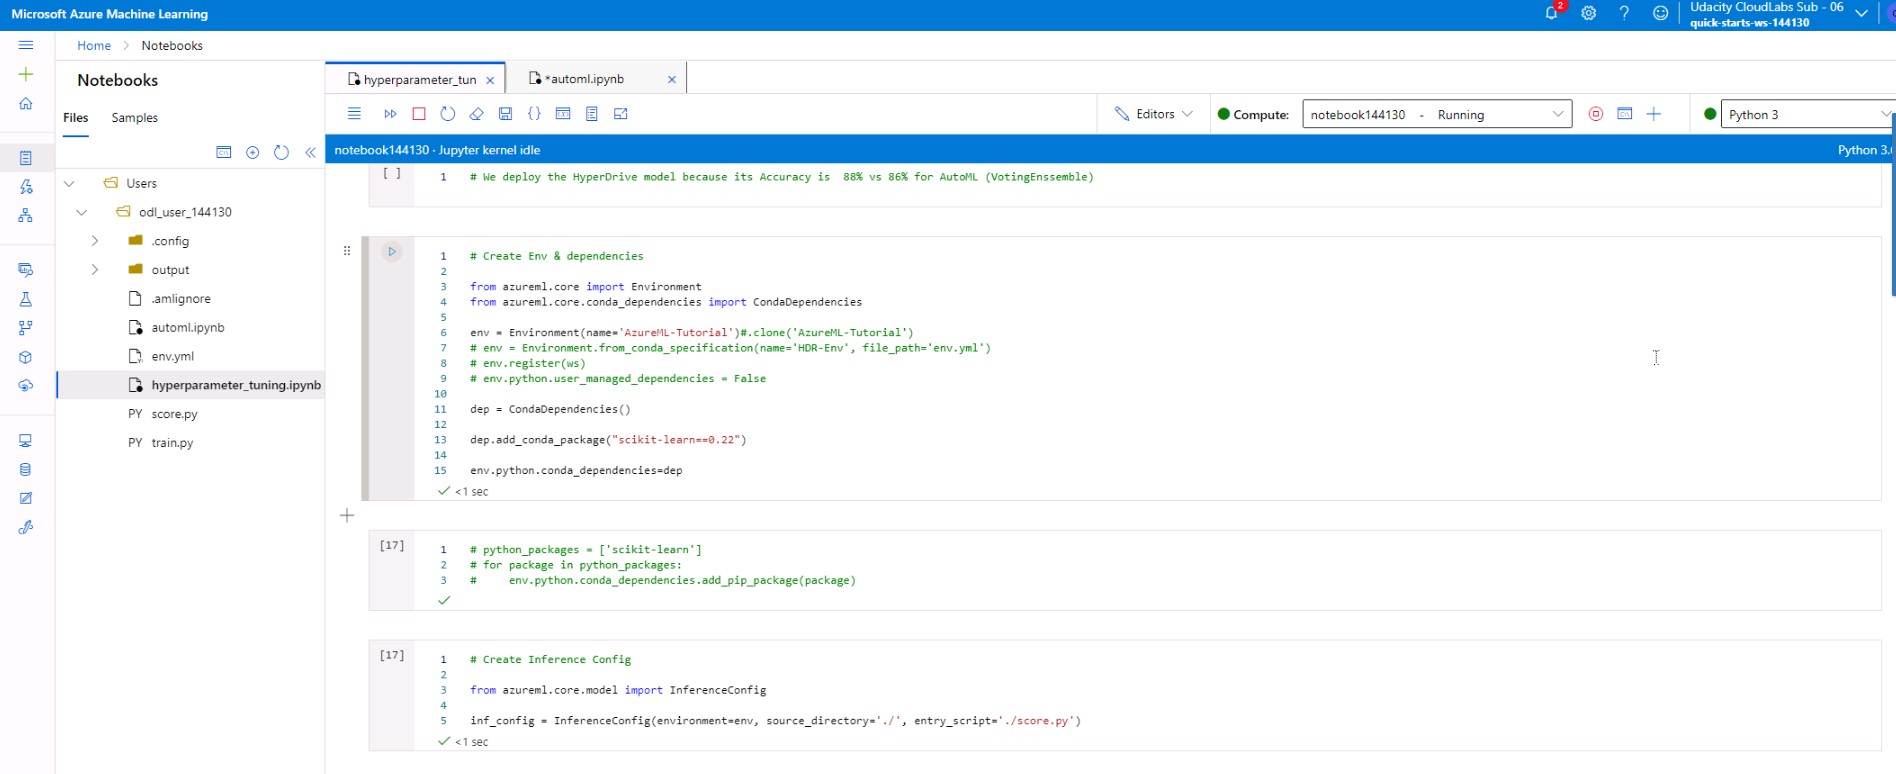 Microsoft Azure Machine Learning
2
Udacity CloudLabs Sub - 06
quick-starts-ws-144130
Home > Notebooks
Notebooks
Files Samples
Users
odl_user_144130
.config
output
.amlignore
automl.ipynb
env.yml
hyperparameter_tuning.ipynb
PY score.py
PY train.py
hyperparameter_tun ×
*automl.ipynb ×
Editors
Compute: notebook144130 - Running
Python 3
notebook144130 · Jupyter kernel idle
Python 3.
[ ]
1 # We deploy the HyperDrive model because its Accuracy is 88% vs 86% for AutoML (VotingEnssemble)
1 # Create Env & dependencies
2
3 from azureml.core import Environment
4 from azureml.core.conda_dependencies import CondaDependencies
5
6 env = Environment(name='AzureML-Tutorial')#.clone('AzureML-Tutorial')
7 # env = Environment.from_conda_specification(name='HDR-Env', file_path='env.yml')
8 # env.register(ws)
9 # env.python.user_managed_dependencies = False
10
11 dep = CondaDependencies()
12
13 dep.add_conda_package("scikit-learn==0.22")
14
15 env.python.conda_dependencies=dep
<1 sec
[17]
1 # python_packages = ['scikit-learn']
2 # for package in python_packages:
3 #     env.python.conda_dependencies.add_pip_package(package)
[17]
1 # Create Inference Config
2
3 from azureml.core.model import InferenceConfig
4
5 inf_config = InferenceConfig(environment=env, source_directory='./', entry_script='./score.py')
<1 sec